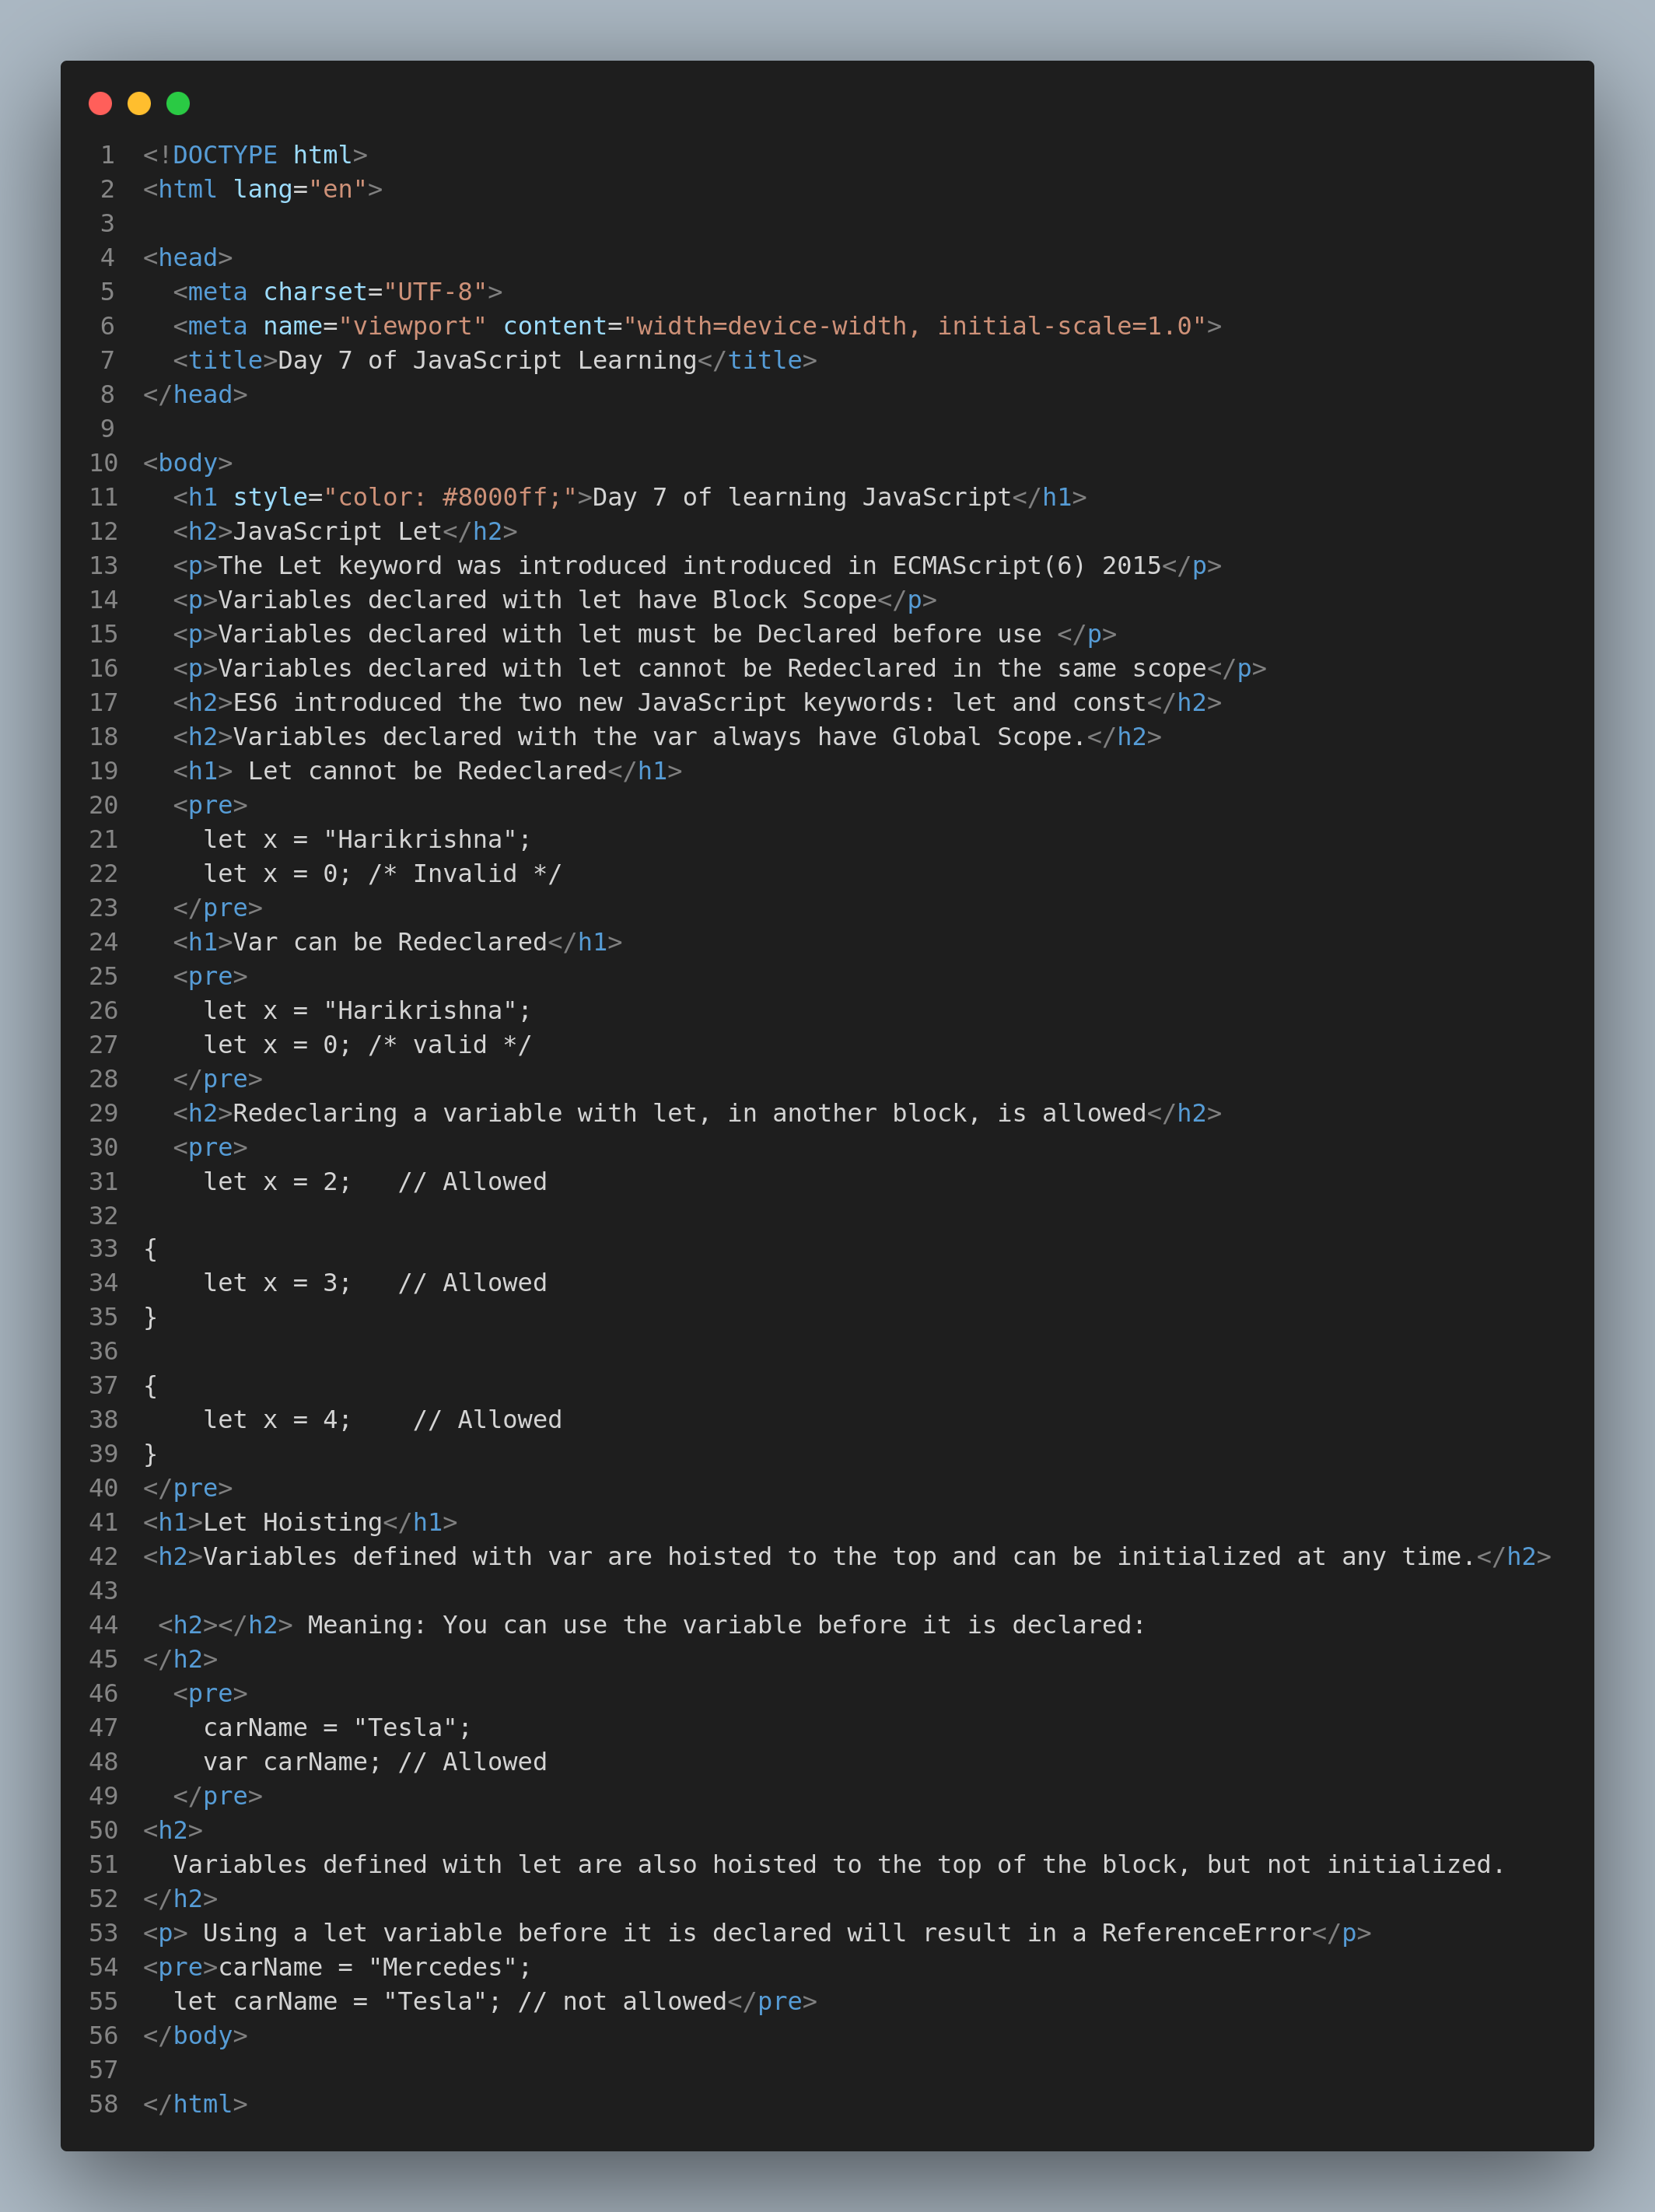 1 <!DOCTYPE html>
2 <html lang="en">
3
4 <head>
5   <meta charset="UTF-8">
6   <meta name="viewport" content="width=device-width, initial-scale=1.0">
7   <title>Day 7 of JavaScript Learning</title>
8 </head>
9
10 <body>
11   <h1 style="color: #8000ff;">Day 7 of learning JavaScript</h1>
12   <h2>JavaScript Let</h2>
13   <p>The Let keyword was introduced introduced in ECMAScript(6) 2015</p>
14   <p>Variables declared with let have Block Scope</p>
15   <p>Variables declared with let must be Declared before use </p>
16   <p>Variables declared with let cannot be Redeclared in the same scope</p>
17   <h2>ES6 introduced the two new JavaScript keywords: let and const</h2>
18   <h2>Variables declared with the var always have Global Scope.</h2>
19   <h1> Let cannot be Redeclared</h1>
20   <pre>
21     let x = "Harikrishna";
22     let x = 0; /* Invalid */
23   </pre>
24   <h1>Var can be Redeclared</h1>
25   <pre>
26     let x = "Harikrishna";
27     let x = 0; /* valid */
28   </pre>
29   <h2>Redeclaring a variable with let, in another block, is allowed</h2>
30   <pre>
31     let x = 2;   // Allowed
32
33 {
34     let x = 3;   // Allowed
35 }
36
37 {
38     let x = 4;    // Allowed
39 }
40 </pre>
41 <h1>Let Hoisting</h1>
42 <h2>Variables defined with var are hoisted to the top and can be initialized at any time.</h2>
43
44  <h2></h2> Meaning: You can use the variable before it is declared:
45 </h2>
46   <pre>
47     carName = "Tesla";
48     var carName; // Allowed
49   </pre>
50 <h2>
51   Variables defined with let are also hoisted to the top of the block, but not initialized.
52 </h2>
53 <p> Using a let variable before it is declared will result in a ReferenceError</p>
54 <pre>carName = "Mercedes";
55   let carName = "Tesla"; // not allowed</pre>
56 </body>
57
58 </html>